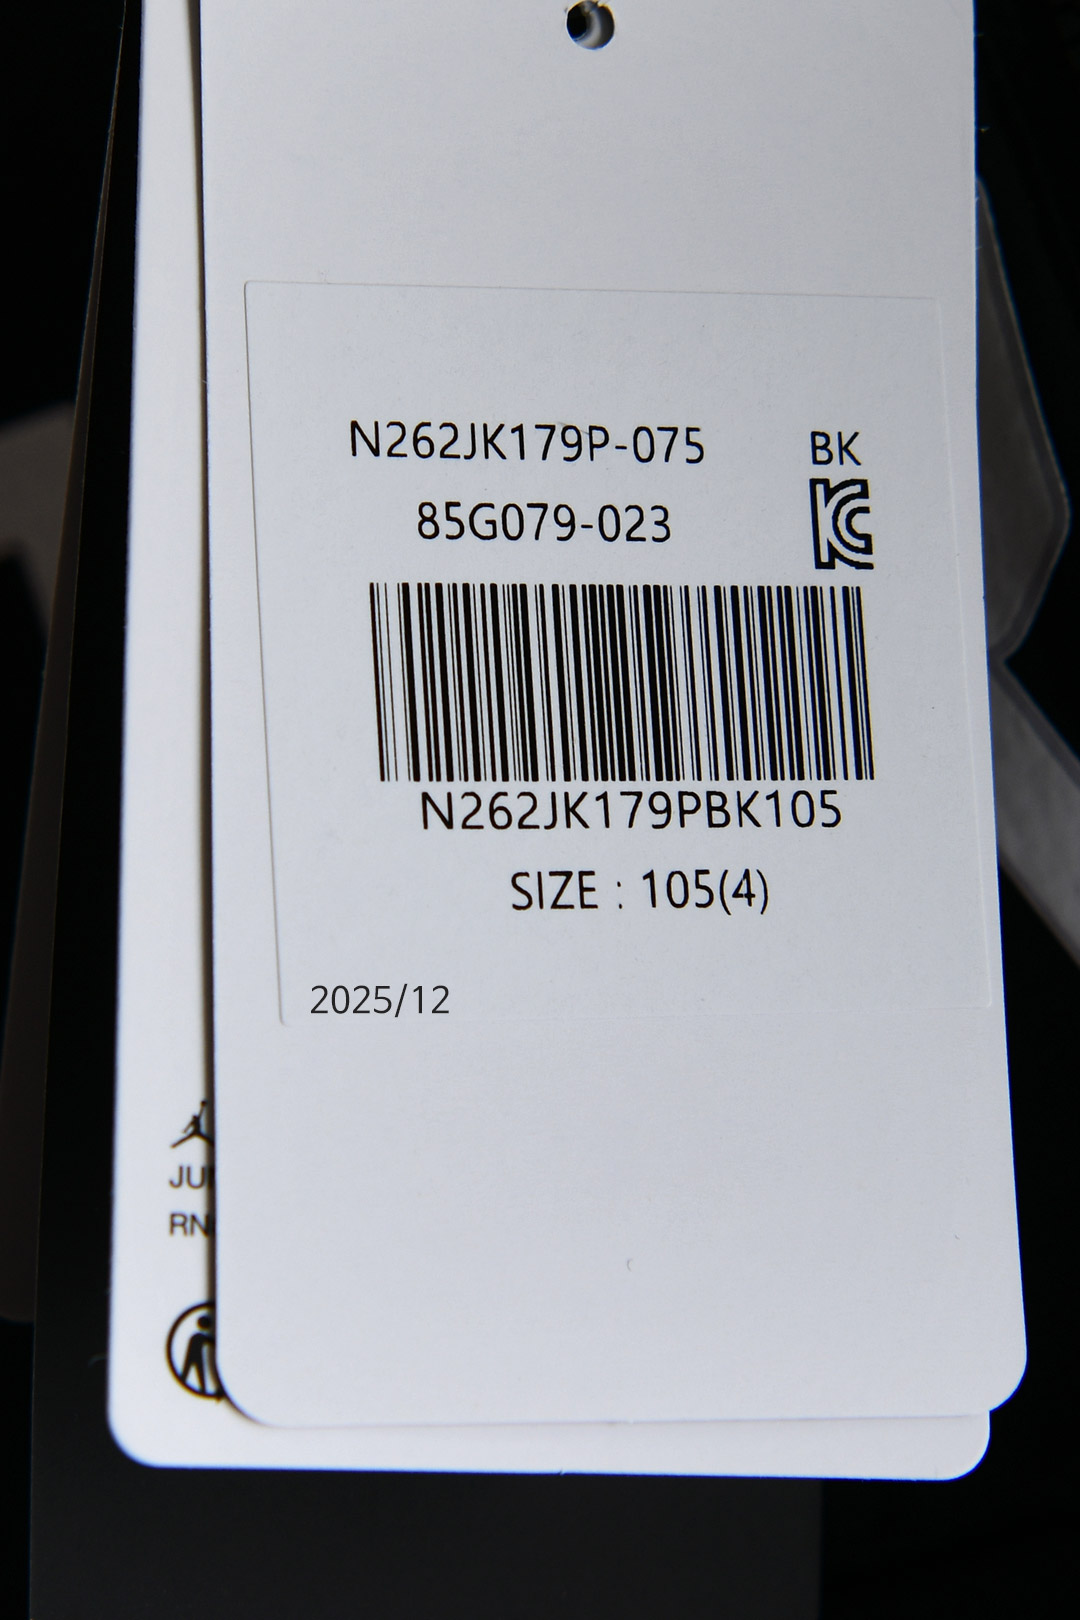 N262JK179P-075 BK
85G079-023
N262JK179PBK105
SIZE : 105(4)
2025/12